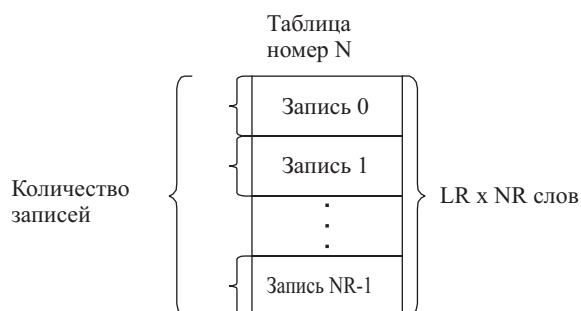 Таблица
номер N
Запись 0
Запись 1
Количество
записей
LR x NR слов
Запись NR-1